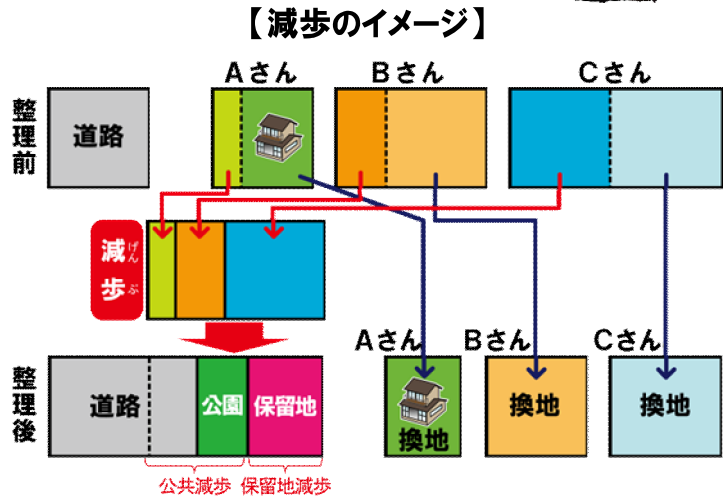 【減歩のイメージ】
Aさん
Bさん
Cさん
整理前
道路
減歩
げんぶ
Aさん
Bさん
Cさん
整理後
道路
公園
保留地
換地
換地
換地
公共減歩
保留地減歩